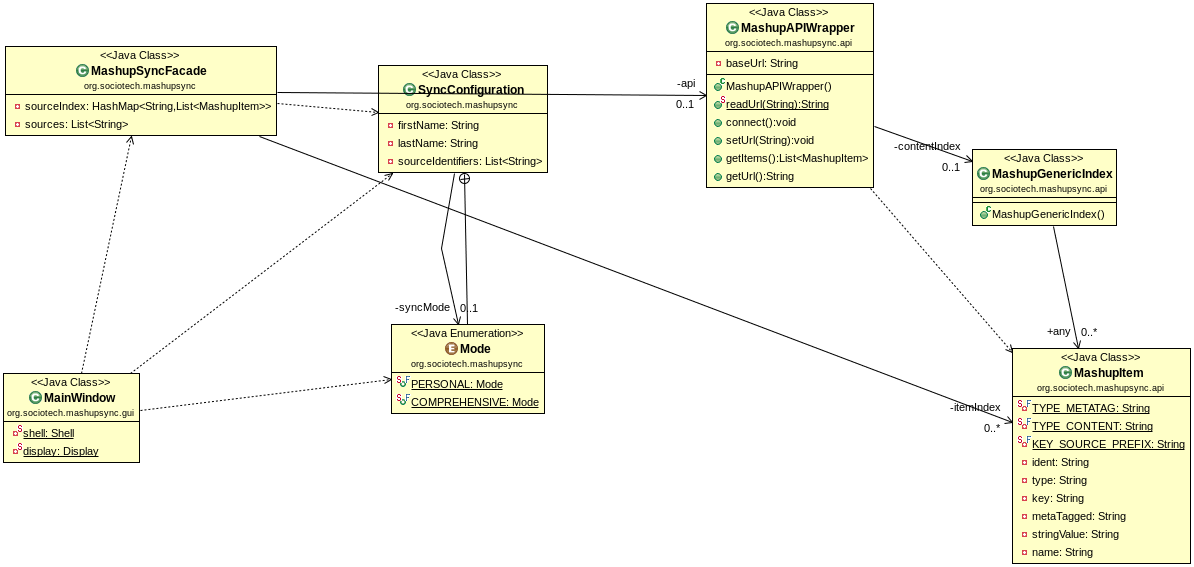 <<Java Class>>
MashupSyncFacade
org.sociotech.mashupsync
sourceIndex: HashMap<String,List<MashupItem>>
sources: List<String>
<<Java Class>>
SyncConfiguration
org.sociotech.mashupsync
firstName: String
lastName: String
sourceIdentifiers: List<String>
-api
0..1
<<Java Class>>
MashupAPIWrapper
org.sociotech.mashupsync.api
baseUrl: String
MashupAPIWrapper()
readUrl(String):String
connect():void
setUrl(String):void
getItems():List<MashupItem>
getUrl():String
-contentIndex
0..1
<<Java Class>>
MashupGenericIndex
org.sociotech.mashupsync.api
MashupGenericIndex()
-syncMode
0..1
<<Java Enumeration>>
Mode
org.sociotech.mashupsync
PERSONAL: Mode
COMPREHENSIVE: Mode
<<Java Class>>
MainWindow
org.sociotech.mashupsync.gui
shell: Shell
display: Display
+any
0..*
-itemIndex
0..*
<<Java Class>>
MashupItem
org.sociotech.mashupsync.api
TYPE_METATAG: String
TYPE_CONTENT: String
KEY_SOURCE_PREFIX: String
ident: String
type: String
key: String
metaTagged: String
stringValue: String
name: String